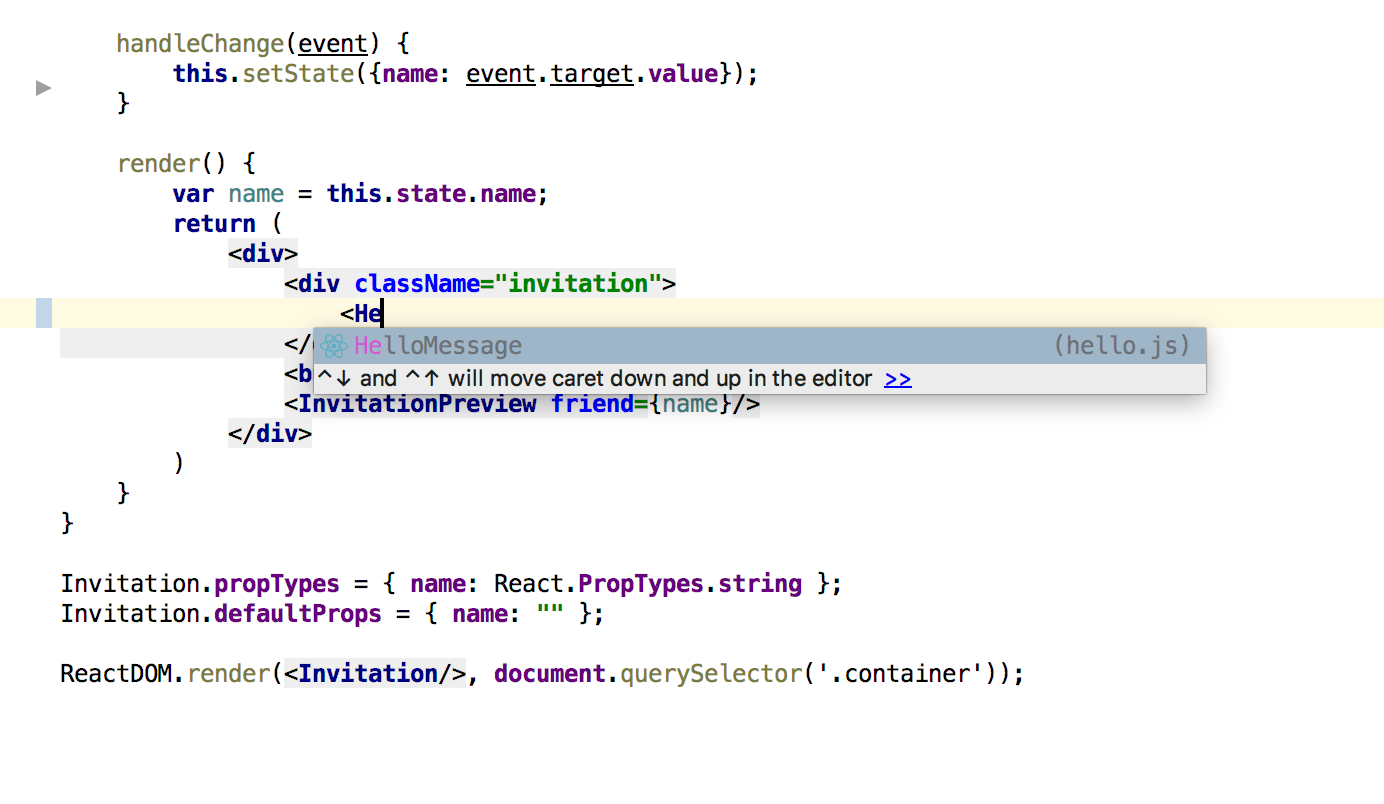 handleChange(event) {
this.setState({name: event.target.value});
}
render() {
var name = this.state.name;
return (
<div>
<div className="invitation">
<He
</
HelloMessage (hello.js)
<b
^↓ and ^↑ will move caret down and up in the editor >>
<InvitationPreview friend={name}/>
</div>
)
}
}
Invitation.propTypes = { name: React.PropTypes.string };
Invitation.defaultProps = { name: "" };
ReactDOM.render(<Invitation/>, document.querySelector('.container'));